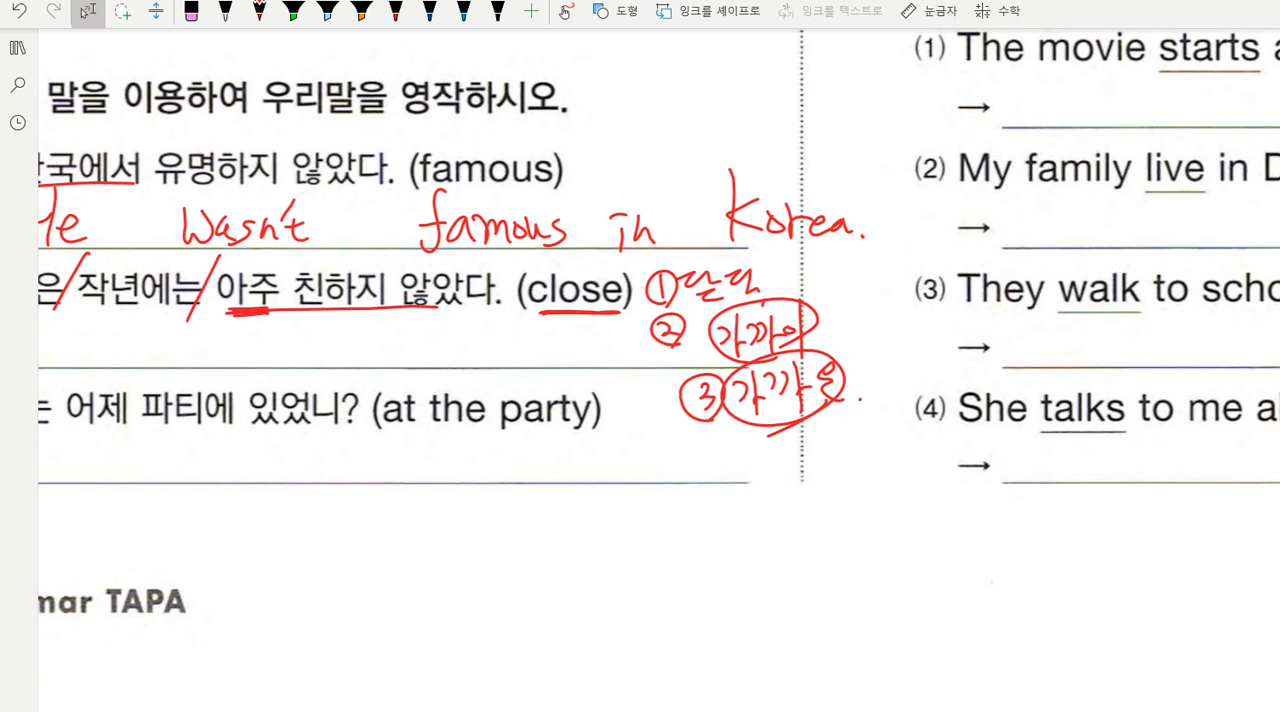 도형 잉크를 셰이프로 잉크를 텍스트로 눈금자 수학
말을 이용하여 우리말을 영작하시오.
한국에서 유명하지 않았다. (famous)
He wasn't famous in Korea.
은/ 작년에는/ 아주 친하지 않았다. (close) ① 닫다
② 가까이
③ 가까운.
는 어제 파티에 있었니? (at the party)
mar TAPA
(1) The movie starts a
→
(2) My family live in D
→
(3) They walk to scho
→
(4) She talks to me al
→